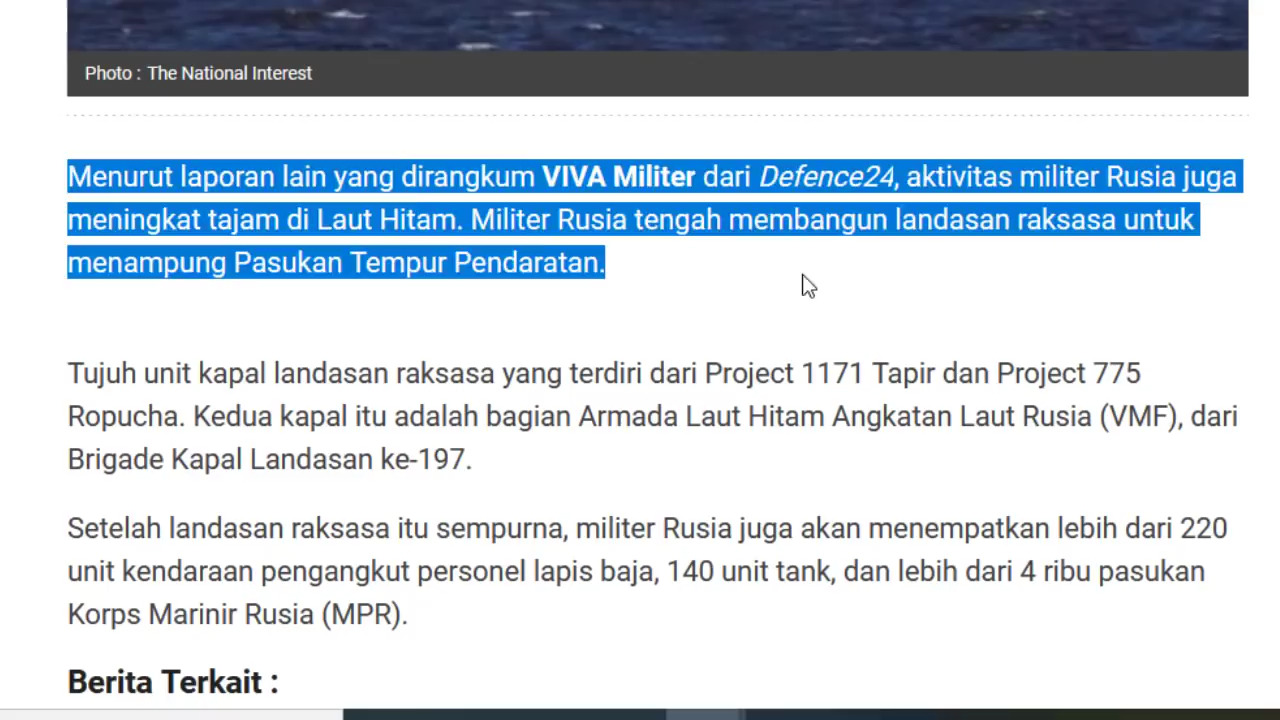 Photo : The National Interest
Menurut laporan lain yang dirangkum VIVA Militer dari Defence24, aktivitas militer Rusia juga
meningkat tajam di Laut Hitam. Militer Rusia tengah membangun landasan raksasa untuk
menampung Pasukan Tempur Pendaratan.
Tujuh unit kapal landasan raksasa yang terdiri dari Project 1171 Tapir dan Project 775
Ropucha. Kedua kapal itu adalah bagian Armada Laut Hitam Angkatan Laut Rusia (VMF), dari
Brigade Kapal Landasan ke-197.
Setelah landasan raksasa itu sempurna, militer Rusia juga akan menempatkan lebih dari 220
unit kendaraan pengangkut personel lapis baja, 140 unit tank, dan lebih dari 4 ribu pasukan
Korps Marinir Rusia (MPR).
Berita Terkait :